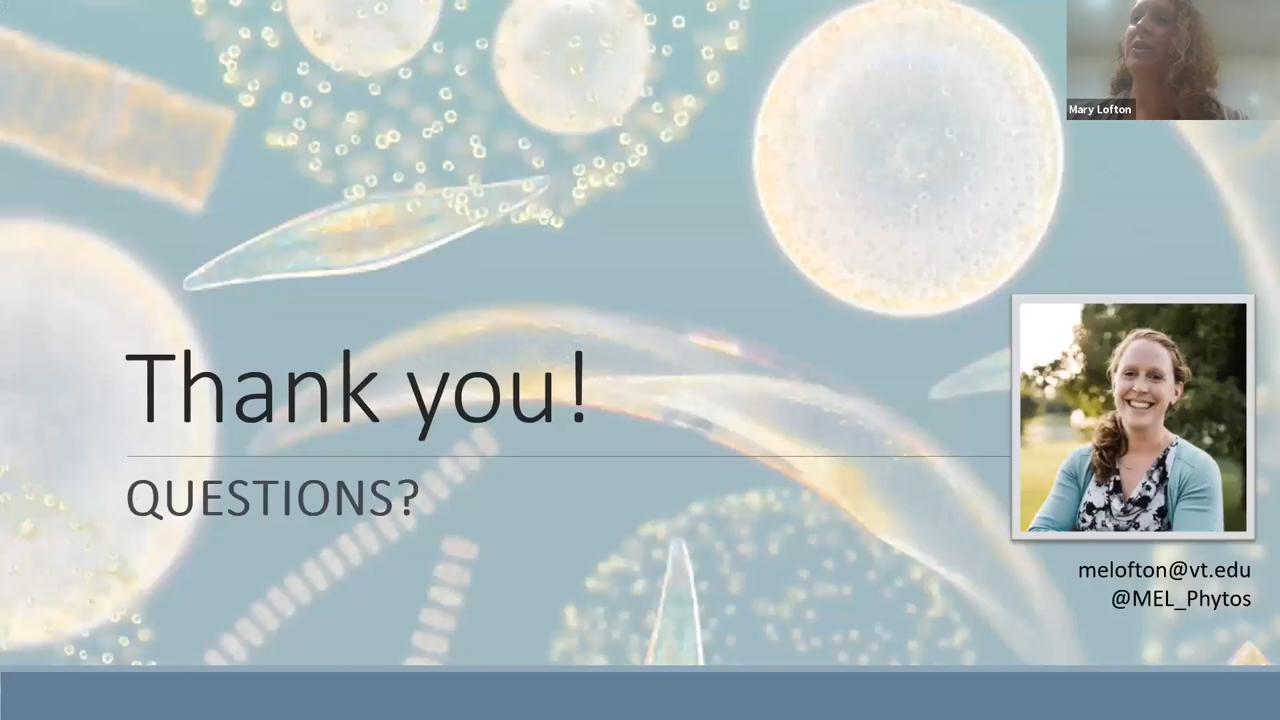 Mary Lofton
Thank you!
QUESTIONS?
melofton@vt.edu
@MEL_Phytos